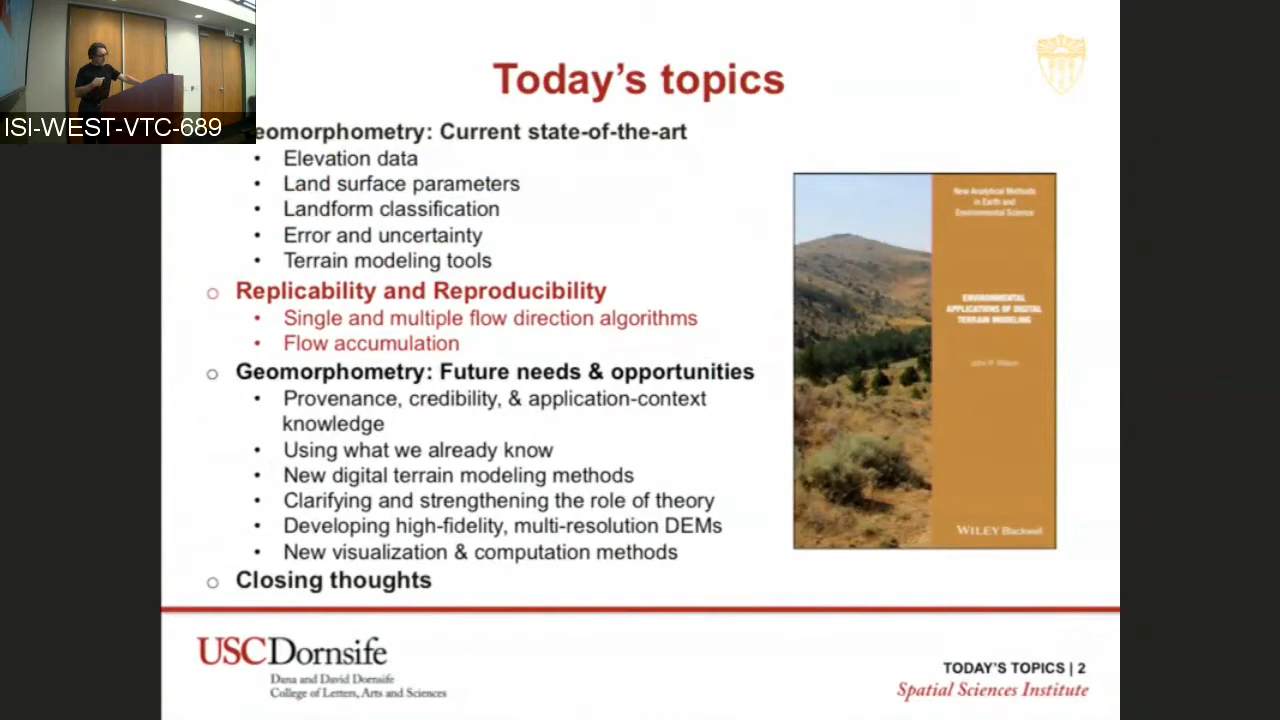 ISI-WEST-VTC-689
Today's topics
eomorphometry: Current state-of-the-art
• Elevation data
• Land surface parameters
• Landform classification
• Error and uncertainty
• Terrain modeling tools
○ Replicability and Reproducibility
• Single and multiple flow direction algorithms
• Flow accumulation
○ Geomorphometry: Future needs & opportunities
• Provenance, credibility, & application-context
knowledge
• Using what we already know
• New digital terrain modeling methods
• Clarifying and strengthening the role of theory
• Developing high-fidelity, multi-resolution DEMs
• New visualization & computation methods
○ Closing thoughts
New Analytical Methods
in Earth and
Environmental Science
ENVIRONMENTAL
APPLICATIONS OF DIGITAL
TERRAIN MODELING
John P. Wilson
WILEY Blackwell
USCDornsife
Dana and David Dornsife
College of Letters, Arts and Sciences
TODAY'S TOPICS | 2
Spatial Sciences Institute